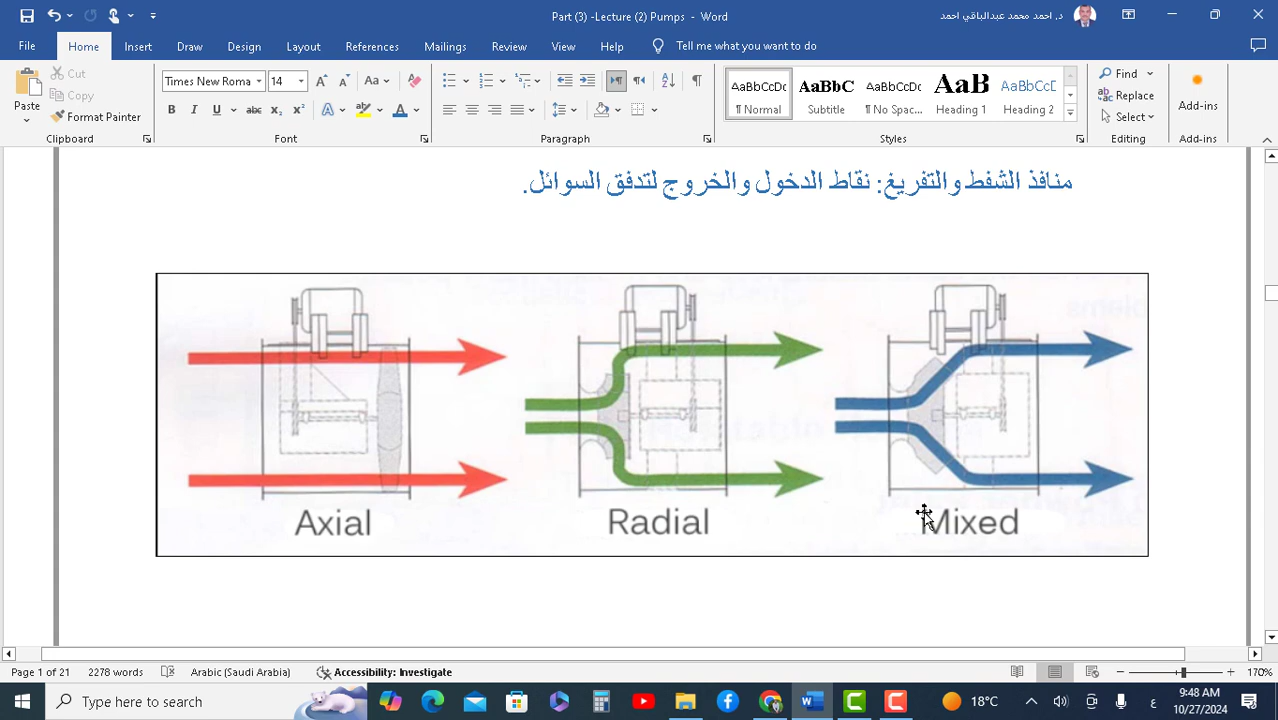 Part (3) -Lecture (2) Pumps - Word
د. احمد محمد عبدالباقي احمد
File Home Insert Draw Design Layout References Mailings Review View Help Tell me what you want to do
Paste
Cut
Copy
Format Painter
Clipboard
Times New Roma 14 Aa
B I U abc x₂ x² A A
Font
Paragraph
AaBbCcDc AaBbC AaBbCcDc AaB AaBbCcD
¶ Normal Subtitle ¶ No Spac... Heading 1 Heading 2
Styles
Find
Replace
Select
Editing
Add-ins
Add-ins
منافذ الشفط والتفريغ: نقاط الدخول والخروج لتدفق السوائل.
Axial Radial Mixed
Page 1 of 21 2278 words Arabic (Saudi Arabia) Accessibility: Investigate 170%
Type here to search 18°C ع 9:48 AM
10/27/2024